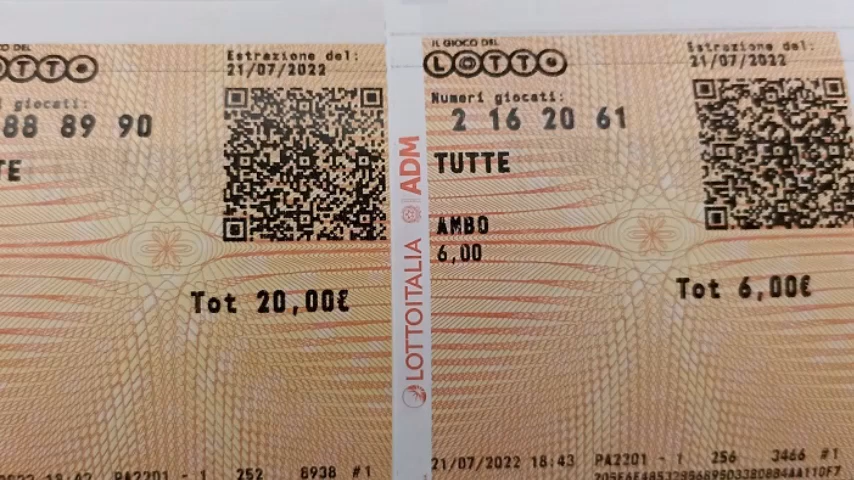 Estrazione del:
21/07/2022
giocati:
88 89 90
Tot 20,00€
PA2201 - 1 252 8938 #1
LOTTOITALIA ADM
IL GIOCO DEL
LOTTO
Estrazione del:
21/07/2022
Numeri giocati:
2 16 20 61
TUTTE
AMBO
6,00
Tot 6,00€
21/07/2022 18:43 PA2201 - 1 256 3466 #1